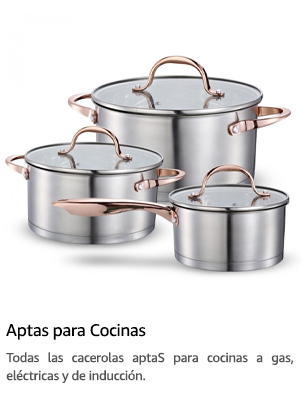 Aptas para Cocinas
Todas las cacerolas aptaS para cocinas a gas,
eléctricas y de inducción.